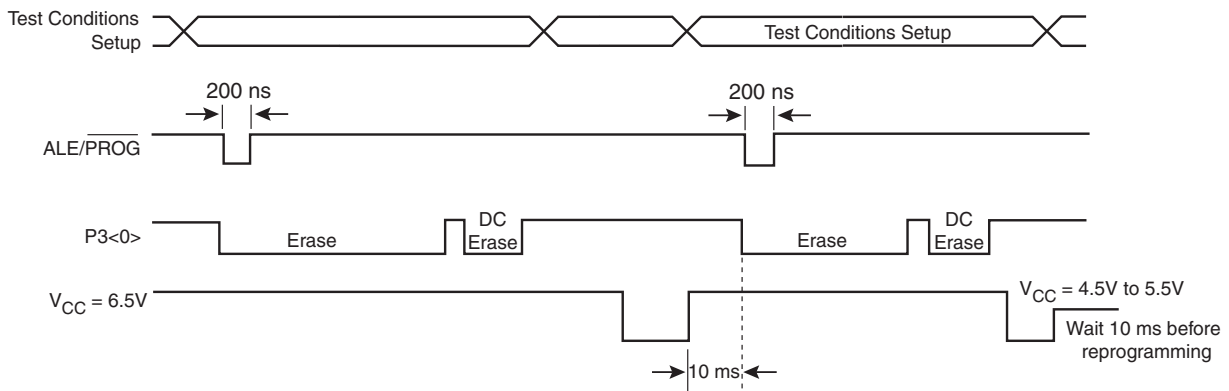 Test Conditions
Setup
Test Conditions Setup
200 ns
200 ns
ALE/PROG
P3<0>
Erase
DC
Erase
Erase
DC
Erase
VCC = 6.5V
VCC = 4.5V to 5.5V
Wait 10 ms before
reprogramming
10 ms